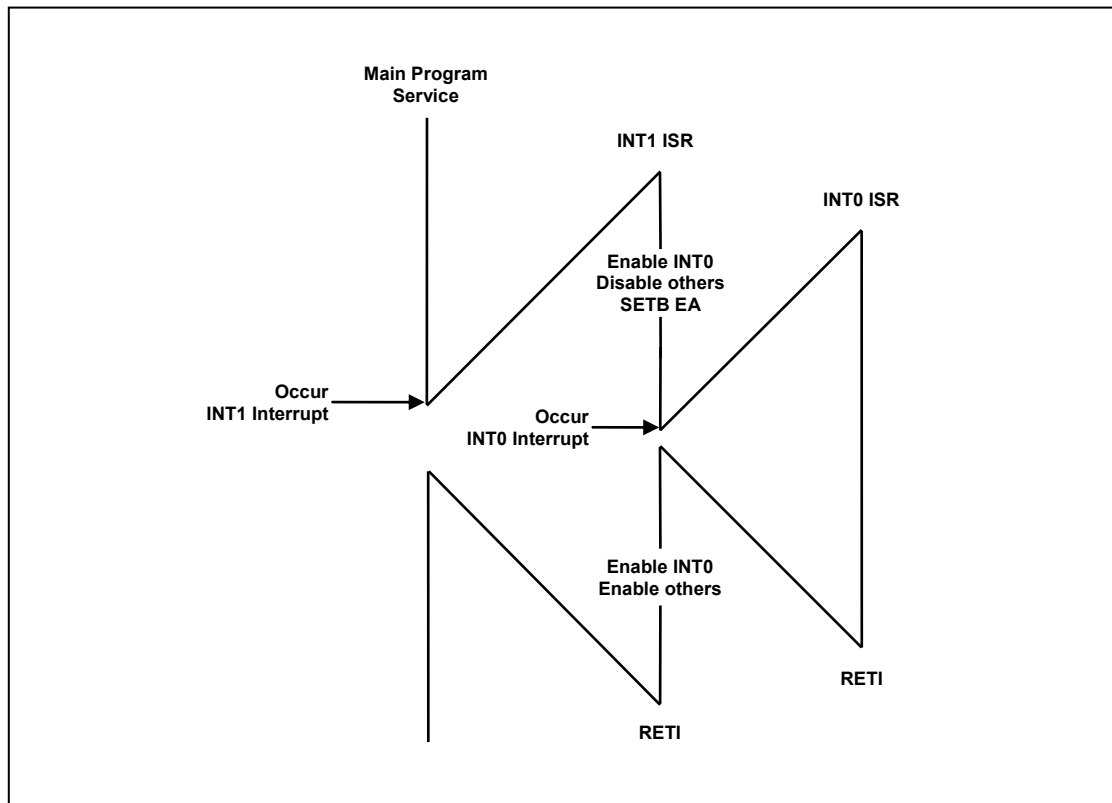 Main Program
Service
INT1 ISR
INT0 ISR
Enable INT0
Disable others
SETB EA
Occur
INT1 Interrupt
Occur
INT0 Interrupt
Enable INT0
Enable others
RETI
RETI